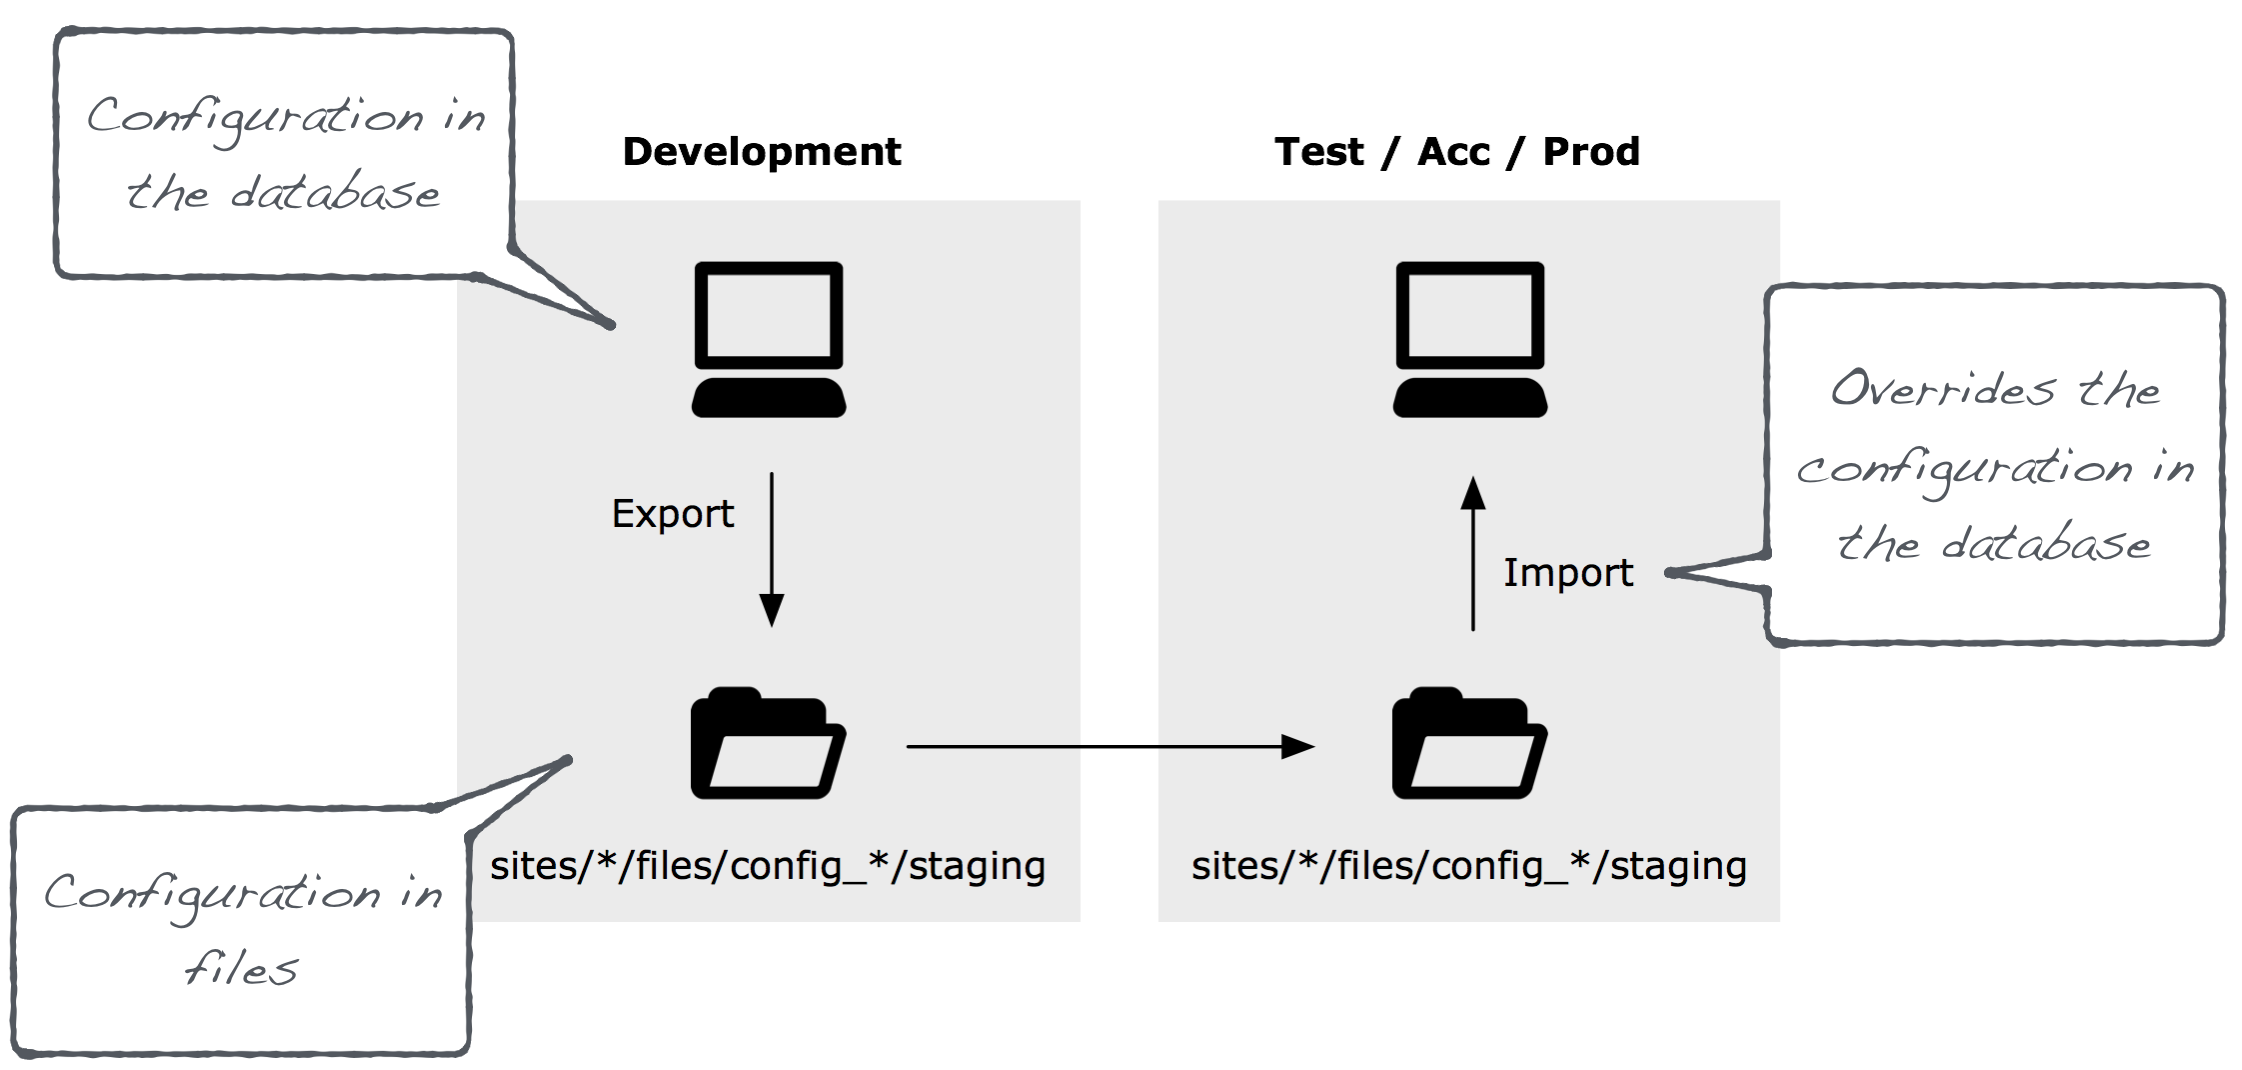 Configuration in
the database
Development
Test / Acc / Prod
Export
Import
Overrides the
configuration in
the database
sites/*/files/config_*/staging
sites/*/files/config_*/staging
Configuration in
files